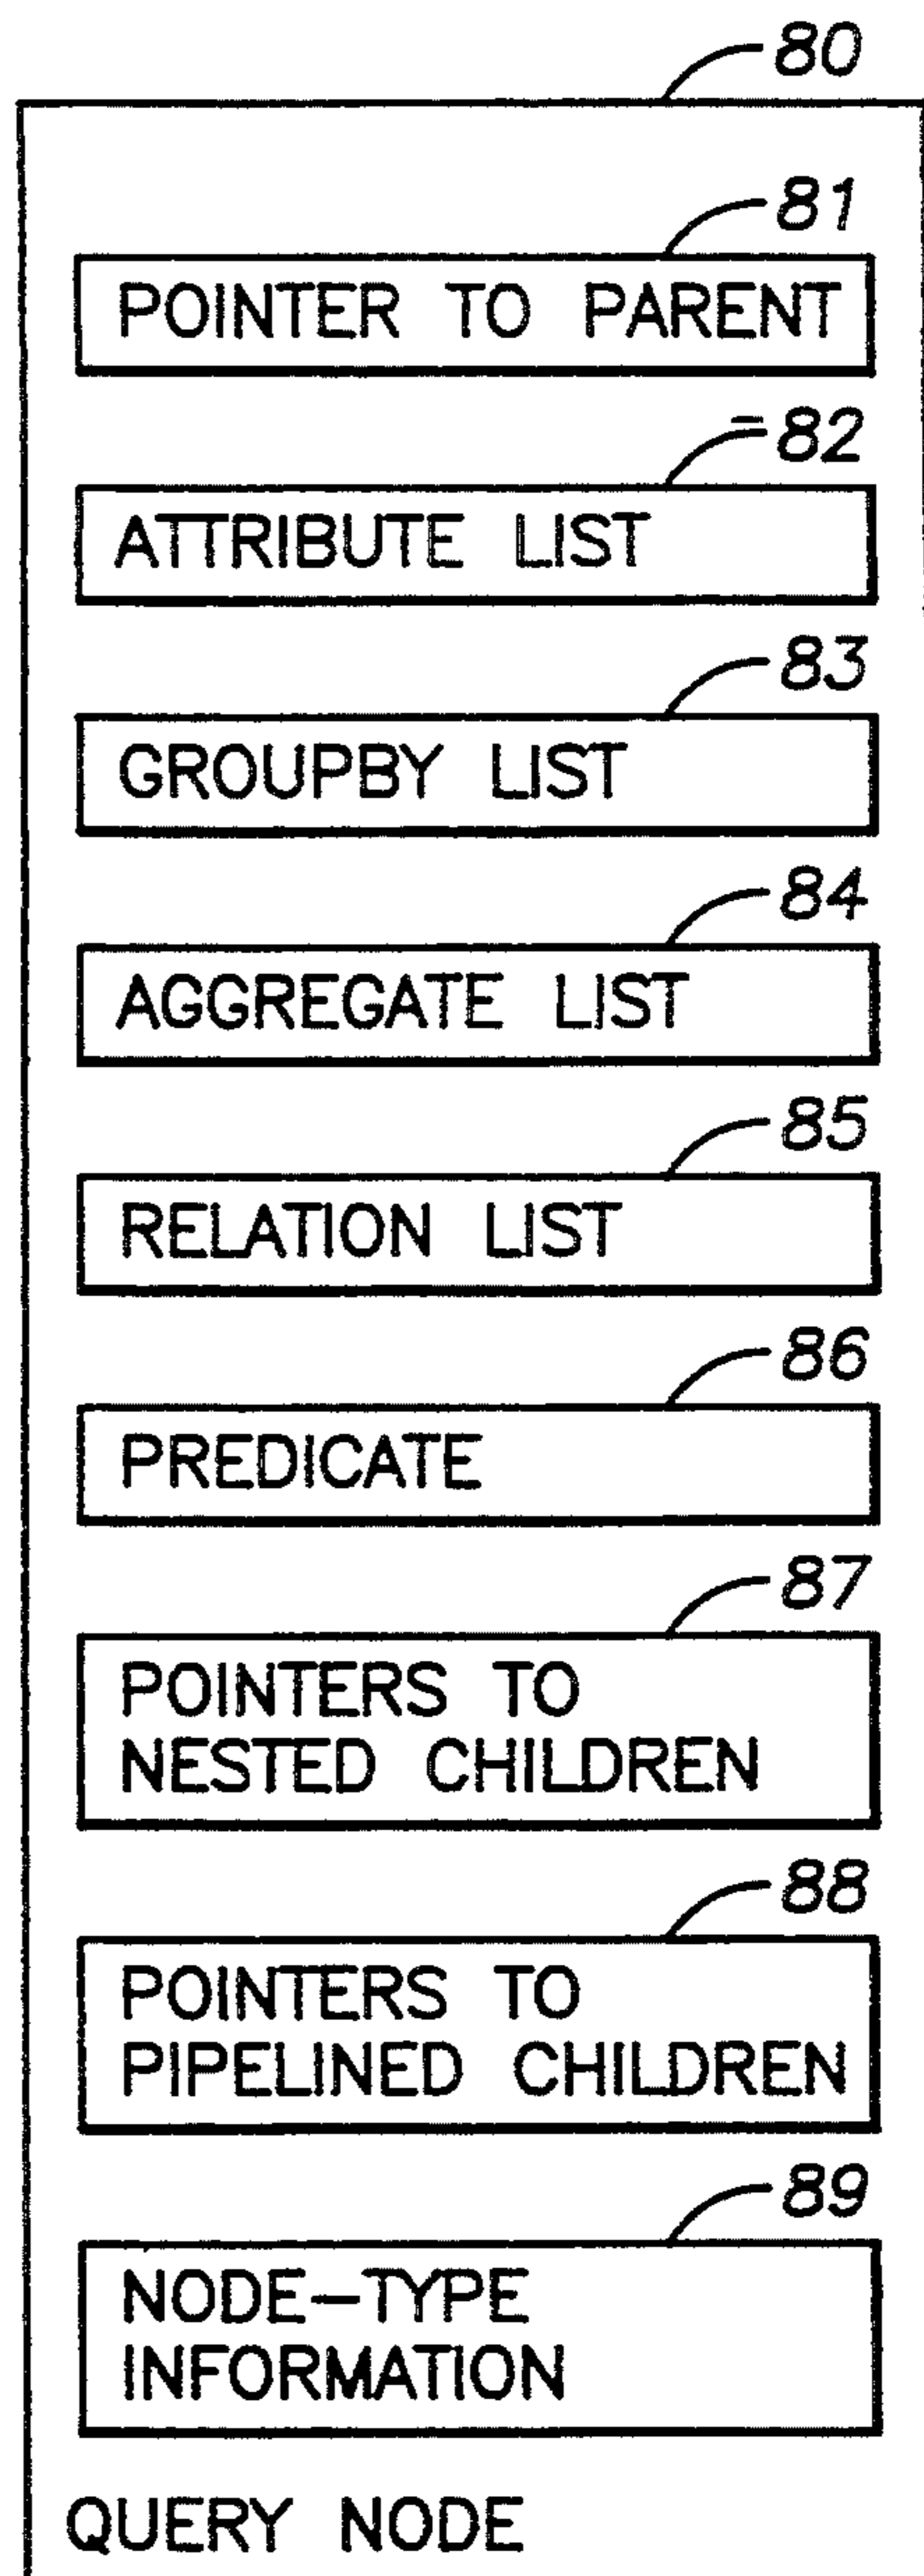 80
81
POINTER TO PARENT
82
ATTRIBUTE LIST
83
GROUPBY LIST
84
AGGREGATE LIST
85
RELATION LIST
86
PREDICATE
87
POINTERS TO
NESTED CHILDREN
88
POINTERS TO
PIPELINED CHILDREN
89
NODE-TYPE
INFORMATION
QUERY NODE